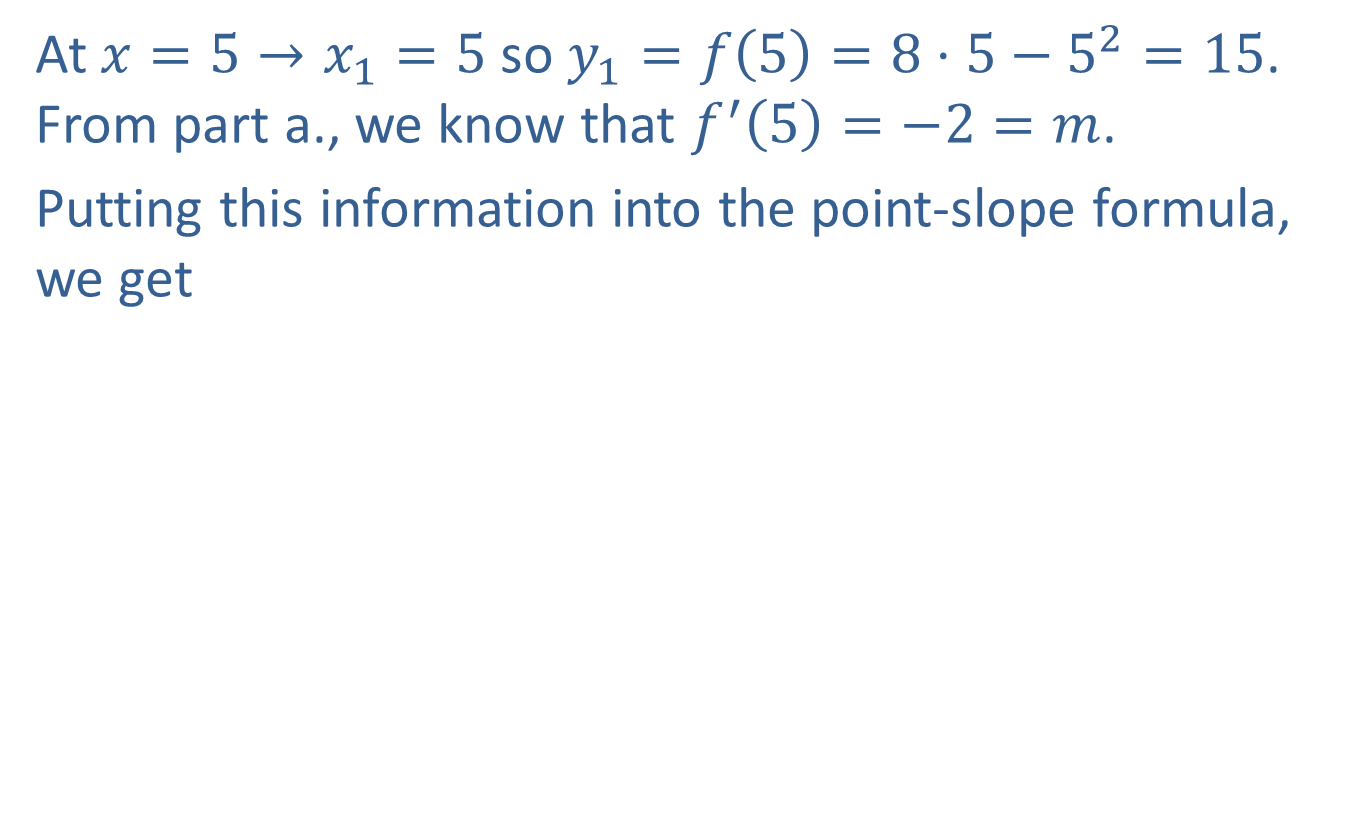 At 𝑥 = 5 → 𝑥₁ = 5 so 𝑦₁ = 𝑓(5) = 8 · 5 − 5² = 15.
From part a., we know that 𝑓′(5) = −2 = 𝑚.
Putting this information into the point-slope formula,
we get